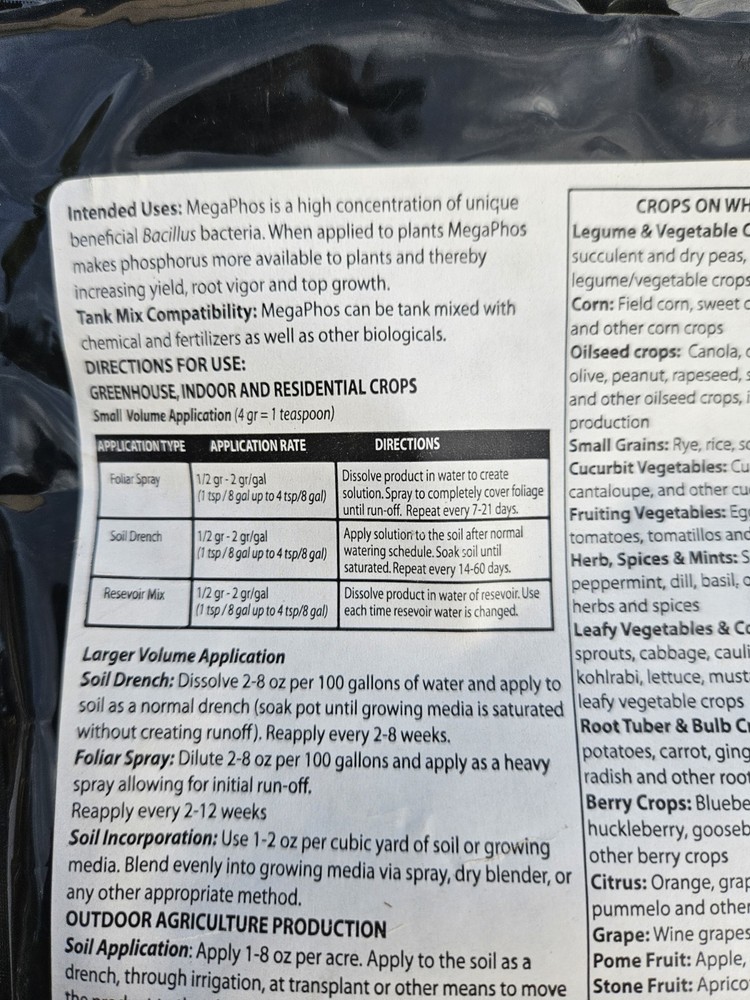 Intended Uses: MegaPhos is a high concentration of unique
beneficial Bacillus bacteria. When applied to plants MegaPhos
makes phosphorus more available to plants and thereby
increasing yield, root vigor and top growth.
Tank Mix Compatibility: MegaPhos can be tank mixed with
chemical and fertilizers as well as other biologicals.
DIRECTIONS FOR USE:
GREENHOUSE, INDOOR AND RESIDENTIAL CROPS
Small Volume Application (4 gr = 1 teaspoon)
APPLICATION TYPE APPLICATION RATE DIRECTIONS
Foliar Spray
1/2 gr - 2 gr/gal
(1 tsp / 8 gal up to 4 tsp/8 gal)
Dissolve product in water to create
solution. Spray to completely cover foliage
until run-off. Repeat every 7-21 days.
Soil Drench
1/2 gr - 2 gr/gal
(1 tsp / 8 gal up to 4 tsp/8 gal)
Apply solution to the soil after normal
watering schedule. Soak soil until
saturated. Repeat every 14-60 days.
Resevoir Mix
1/2 gr - 2 gr/gal
(1 tsp / 8 gal up to 4 tsp/8 gal)
Dissolve product in water of resevoir. Use
each time resevoir water is changed.
Larger Volume Application
Soil Drench: Dissolve 2-8 oz per 100 gallons of water and apply to
soil as a normal drench (soak pot until growing media is saturated
without creating runoff). Reapply every 2-8 weeks.
Foliar Spray: Dilute 2-8 oz per 100 gallons and apply as a heavy
spray allowing for initial run-off.
Reapply every 2-12 weeks
Soil Incorporation: Use 1-2 oz per cubic yard of soil or growing
media. Blend evenly into growing media via spray, dry blender, or
any other appropriate method.
OUTDOOR AGRICULTURE PRODUCTION
Soil Application: Apply 1-8 oz per acre. Apply to the soil as a
drench, through irrigation, at transplant or other means to move
CROPS ON WH
Legume & Vegetable C
succulent and dry peas,
legume/vegetable crops
Corn: Field corn, sweet c
and other corn crops
Oilseed crops: Canola,
olive, peanut, rapeseed, s
and other oilseed crops, i
production
Small Grains: Rye, rice, so
Cucurbit Vegetables: Cu
cantaloupe, and other cu
Fruiting Vegetables: Eg
tomatoes, tomatillos and
Herb, Spices & Mints: S
peppermint, dill, basil,
herbs and spices
Leafy Vegetables & Co
sprouts, cabbage, cauli
kohlrabi, lettuce, must
leafy vegetable crops
Root Tuber & Bulb Cr
potatoes, carrot, ging
radish and other root
Berry Crops: Bluebe
huckleberry, gooseb
other berry crops
Citrus: Orange, grap
pummelo and other
Grape: Wine grapes
Pome Fruit: Apple,
Stone Fruit: Aprico